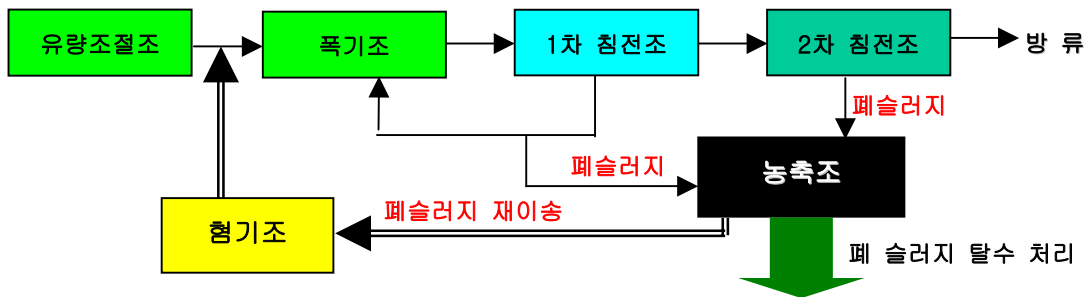 유량조절조
폭기조
1차 침전조
2차 침전조
방 류
폐슬러지
폐슬러지
농축조
폐슬러지 재이송
혐기조
폐 슬러지 탈수 처리